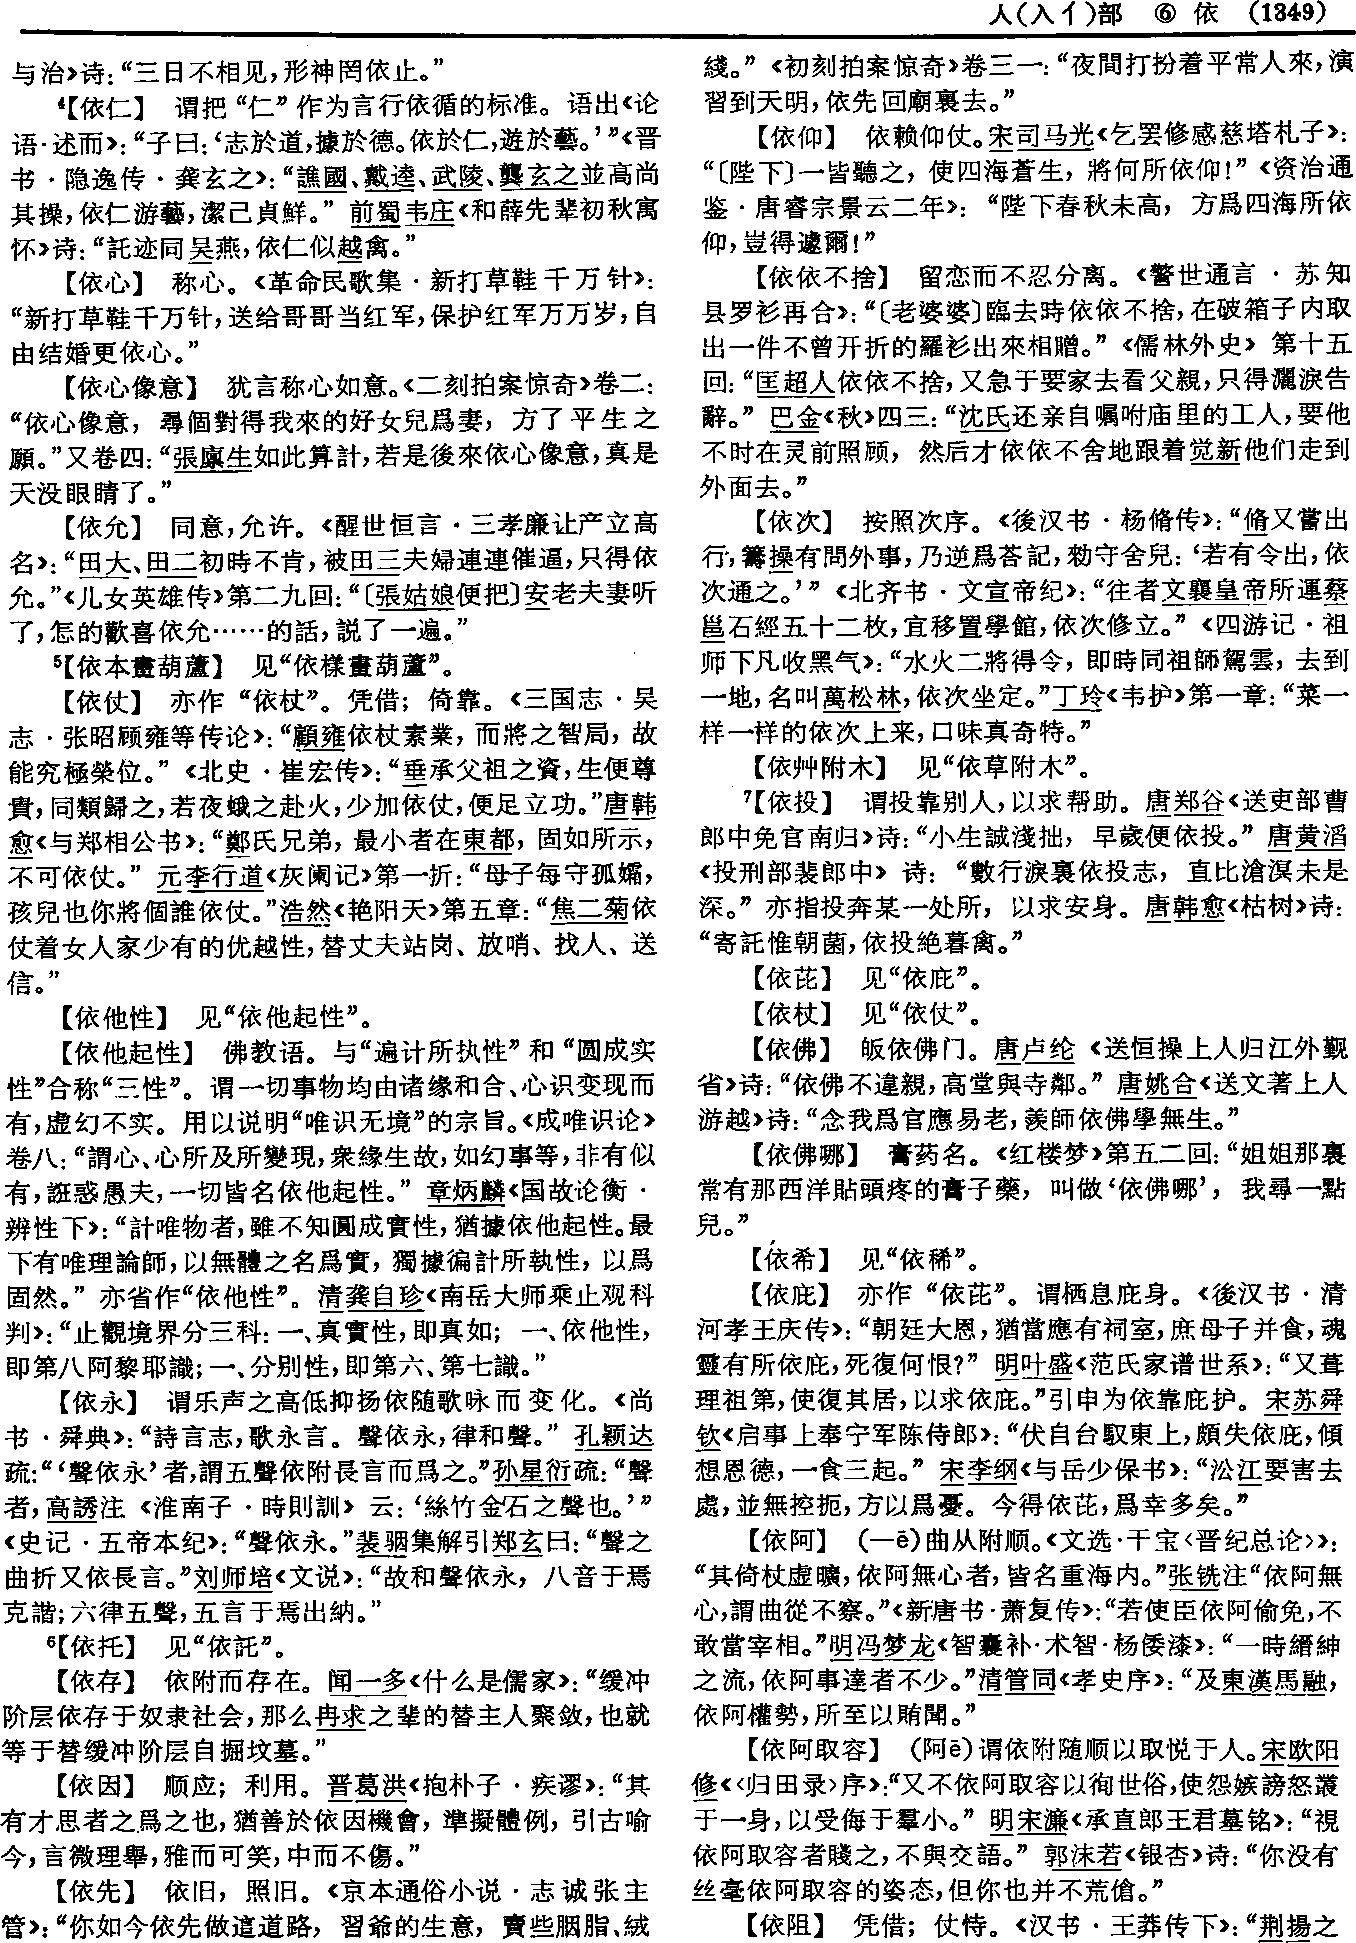 人(入亻)部　⑥　依　(1349)
与治》诗：“三日不相见，形神罔依止。”
⁴【依仁】　谓把“仁”作为言行依循的标准。语出《论
语·述而》：“子曰：‘志於道，據於德。依於仁，遊於藝。’”《晋
书·隐逸传·龚玄之》：“譙國、戴逵、武陵、龔玄之並高尚
其操，依仁游藝，潔己貞鮮。”前蜀韦庄《和薛先辈初秋寓
怀》诗：“託迹同吴燕，依仁似越禽。”
【依心】　称心。《革命民歌集·新打草鞋千万针》：
“新打草鞋千万针，送给哥哥当红军，保护红军万万岁，自
由结婚更依心。”
【依心像意】　犹言称心如意。《二刻拍案惊奇》卷二：
“依心像意，尋個對得我來的好女兒爲妻，方了平生之
願。”又卷四：“張廪生如此算計，若是後來依心像意，真是
天没眼睛了。”
【依允】　同意，允许。《醒世恒言·三孝廉让产立高
名》：“田大、田二初時不肯，被田三夫婦連連催逼，只得依
允。”《儿女英雄传》第二九回：“〔張姑娘便把〕安老夫妻听
了，怎的歡喜依允……的話，説了一遍。”
⁵【依本畫葫蘆】　见“依樣畫葫蘆”。
【依仗】　亦作“依杖”。凭借；倚靠。《三国志·吴
志·张昭顾雍等传论》：“顧雍依杖素業，而將之智局，故
能究極榮位。”《北史·崔宏传》：“垂承父祖之資，生便尊
貴，同類歸之，若夜蛾之赴火，少加依仗，便足立功。”唐韩
愈《与郑相公书》：“鄭氏兄弟，最小者在東都，固如所示，
不可依仗。”元李行道《灰阑记》第一折：“母子每守孤孀，
孩兒也你將個誰依仗。”浩然《艳阳天》第五章：“焦二菊依
仗着女人家少有的优越性，替丈夫站岗、放哨、找人、送
信。”
【依他性】　见“依他起性”。
【依他起性】　佛教语。与“遍计所执性”和“圆成实
性”合称“三性”。谓一切事物均由诸缘和合、心识变现而
有，虚幻不实。用以说明“唯识无境”的宗旨。《成唯识论》
卷八：“謂心、心所及所變現，衆緣生故，如幻事等，非有似
有，誑惑愚夫，一切皆名依他起性。”章炳麟《国故论衡·
辨性下》：“計唯物者，雖不知圓成實性，猶據依他起性。最
下有唯理論師，以無體之名爲實，獨據徧計所執性，以爲
固然。”亦省作“依他性”。清龚自珍《南岳大师乘止观科
判》：“止觀境界分三科：一、真實性，即真如；一、依他性，
即第八阿黎耶識；一、分别性，即第六、第七識。”
【依永】　谓乐声之高低抑扬依随歌咏而变化。《尚
书·舜典》：“詩言志，歌永言。聲依永，律和聲。”孔颖达
疏：“‘聲依永’者，謂五聲依附長言而爲之。”孙星衍疏：“聲
者，高誘注《淮南子·時則訓》云：‘絲竹金石之聲也。’”
《史记·五帝本纪》：“聲依永。”裴骃集解引郑玄曰：“聲之
曲折又依長言。”刘师培《文说》：“故和聲依永，八音于焉
克諧；六律五聲，五言于焉出納。”
⁶【依托】　见“依託”。
【依存】　依附而存在。闻一多《什么是儒家》：“缓冲
阶层依存于奴隶社会，那么冉求之辈的替主人聚敛，也就
等于替缓冲阶层自掘坟墓。”
【依因】　顺应；利用。晋葛洪《抱朴子·疾谬》：“其
有才思者之爲之也，猶善於依因機會，準擬體例，引古喻
今，言微理舉，雅而可笑，中而不傷。”
【依先】　依旧，照旧。《京本通俗小说·志诚张主
管》：“你如今依先做這道路，習爺的生意，賣些胭脂、絨
綫。”《初刻拍案惊奇》卷三一：“夜間打扮着平常人來，演
習到天明，依先回廟裏去。”
【依仰】　依赖仰仗。宋司马光《乞罢修感慈塔札子》：
“〔陛下〕一皆聽之，使四海蒼生，將何所依仰！”《资治通
鉴·唐睿宗景云二年》：“陛下春秋未高，方爲四海所依
仰，豈得遽爾！”
【依依不捨】　留恋而不忍分离。《警世通言·苏知
县罗衫再合》：“〔老婆婆〕臨去時依依不捨，在破箱子内取
出一件不曾开折的羅衫出來相贈。”《儒林外史》第十五
回：“匡超人依依不捨，又急于要家去看父親，只得灑淚告
辭。”巴金《秋》四三：“沈氏还亲自嘱咐庙里的工人，要他
不时在灵前照顾，然后才依依不舍地跟着觉新他们走到
外面去。”
【依次】　按照次序。《後汉书·杨脩传》：“脩又嘗出
行，籌操有問外事，乃逆爲荅記，勑守舍兒：‘若有令出，依
次通之。’”《北齐书·文宣帝纪》：“往者文襄皇帝所運蔡
邕石經五十二枚，宜移置學館，依次修立。”《四游记·祖
师下凡收黑气》：“水火二將得令，即時同祖師駕雲，去到
一地，名叫萬松林，依次坐定。”丁玲《韦护》第一章：“菜一
样一样的依次上来，口味真奇特。”
【依艸附木】　见“依草附木”。
⁷【依投】　谓投靠别人，以求帮助。唐郑谷《送吏部曹
郎中免官南归》诗：“小生誠淺拙，早歲便依投。”唐黄滔
《投刑部裴郎中》诗：“數行淚裏依投志，直比滄溟未是
深。”亦指投奔某一处所，以求安身。唐韩愈《枯树》诗：
“寄託惟朝菌，依投絶暮禽。”
【依芘】　见“依庇”。
【依杖】　见“依仗”。
【依佛】　皈依佛门。唐卢纶《送恒操上人归江外觐
省》诗：“依佛不違親，高堂與寺鄰。”唐姚合《送文著上人
游越》诗：“念我爲官應易老，羨師依佛學無生。”
【依佛哪】　膏药名。《红楼梦》第五二回：“姐姐那裏
常有那西洋貼頭疼的膏子藥，叫做‘依佛哪’，我尋一點
兒。”
【依希】　见“依稀”。
【依庇】　亦作“依芘”。谓栖息庇身。《後汉书·清
河孝王庆传》：“朝廷大恩，猶當應有祠室，庶母子并食，魂
靈有所依庇，死復何恨？”明叶盛《范氏家谱世系》：“又葺
理祖第，使復其居，以求依庇。”引申为依靠庇护。宋苏舜
钦《启事上奉宁军陈侍郎》：“伏自台馭東上，頗失依庇，傾
想恩德，一食三起。”宋李纲《与岳少保书》：“淞江要害去
處，並無控扼，方以爲憂。今得依芘，爲幸多矣。”
【依阿】　(—ē)曲从附顺。《文选·干宝〈晋纪总论〉》：
“其倚杖虚曠，依阿無心者，皆名重海内。”张铣注“依阿無
心，謂曲從不察。”《新唐书·萧复传》：“若使臣依阿偷免，不
敢當宰相。”明冯梦龙《智囊补·术智·杨倭漆》：“一時縉紳
之流，依阿事達者不少。”清管同《孝史序》：“及東漢馬融，
依阿權勢，所至以賄聞。”
【依阿取容】　(阿ē)谓依附随顺以取悦于人。宋欧阳
修《〈归田录〉序》：“又不依阿取容以徇世俗，使怨嫉謗怒叢
于一身，以受侮于羣小。”明宋濂《承直郎王君墓铭》：“視
依阿取容者賤之，不與交語。”郭沫若《银杏》诗：“你没有
丝毫依阿取容的姿态，但你也并不荒傖。”
【依阻】　凭借；仗恃。《汉书·王莽传下》：“荆揚之